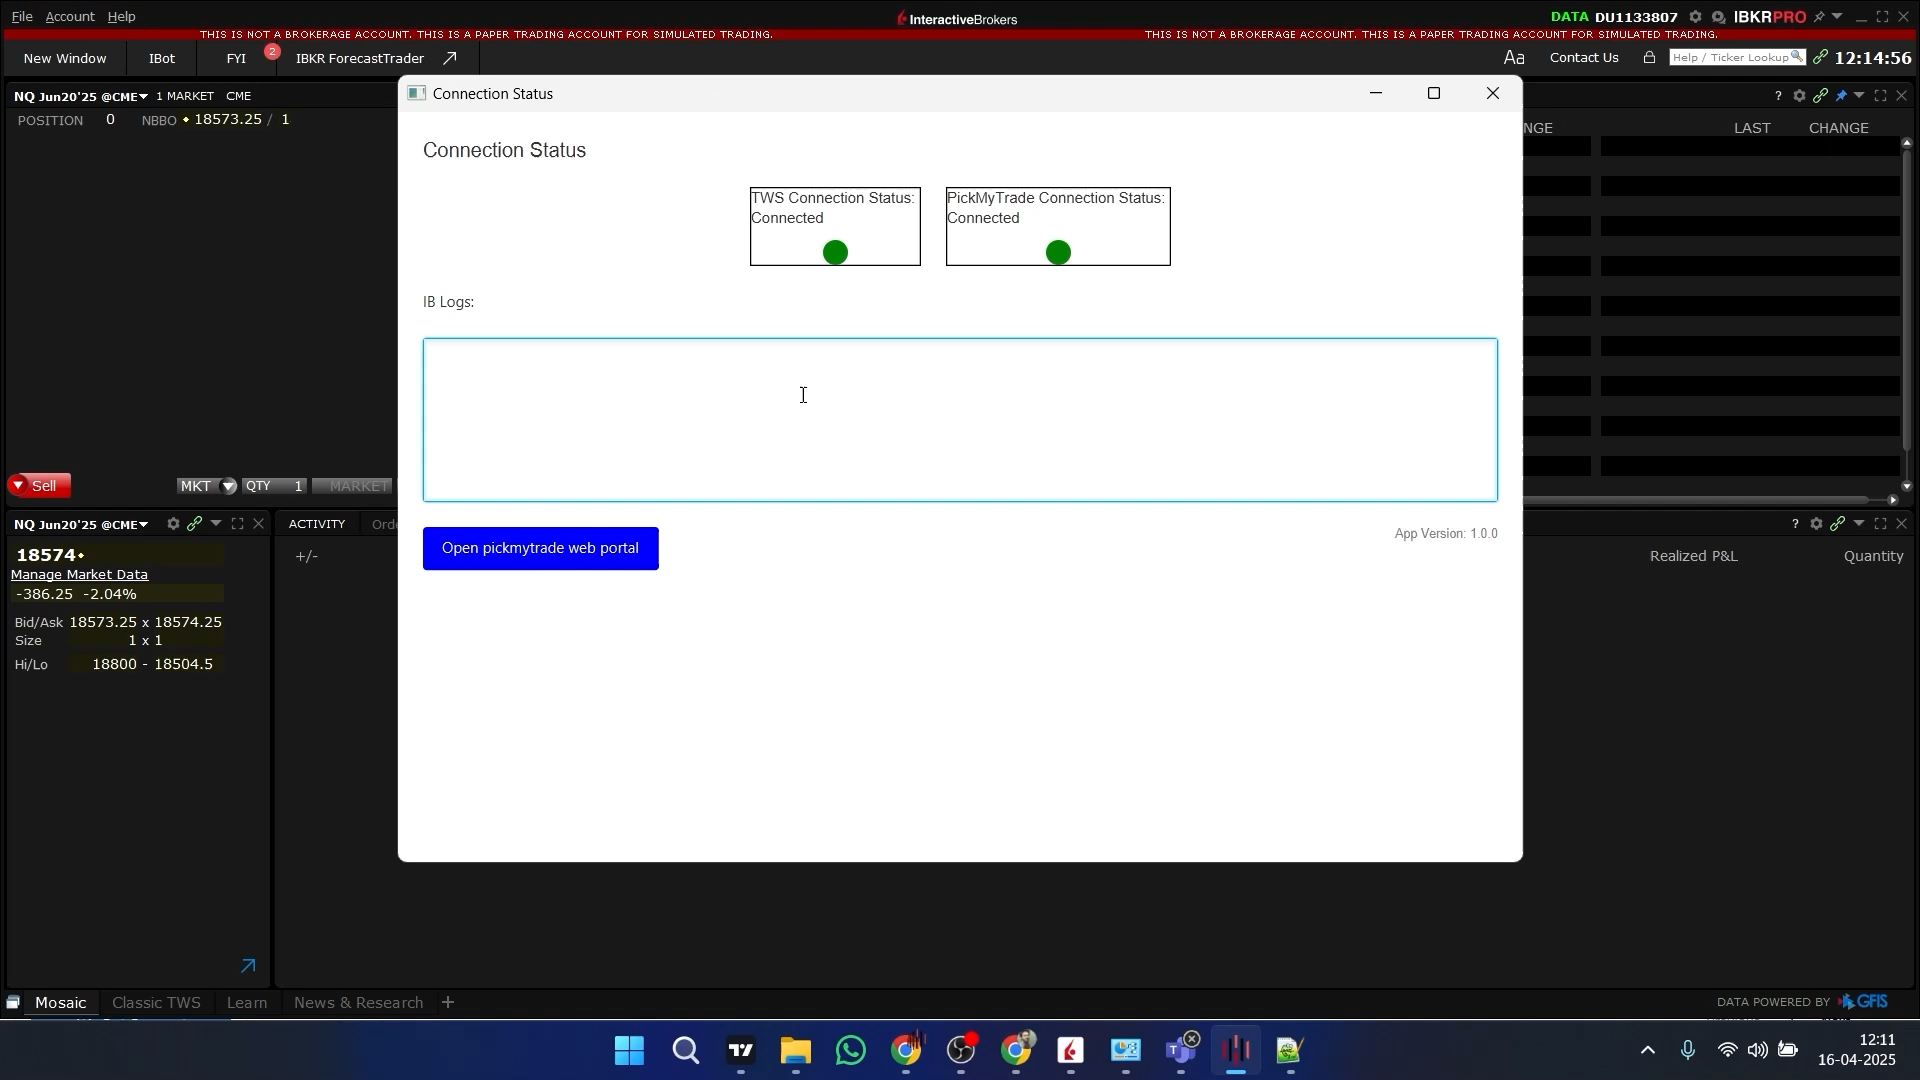 File Account Help
InteractiveBrokers
DATA DU1133807 IBKRPRO
THIS IS NOT A BROKERAGE ACCOUNT. THIS IS A PAPER TRADING ACCOUNT FOR SIMULATED TRADING. THIS IS NOT A BROKERAGE ACCOUNT. THIS IS A PAPER TRADING ACCOUNT FOR SIMULATED TRADING.
New Window IBot FYI 2 IBKR ForecastTrader Aa Contact Us Help / Ticker Lookup 12:14:56
NQ Jun20'25 @CME 1 MARKET CME
POSITION 0 NBBO 18573.25 / 1
NGE LAST CHANGE
Connection Status
Connection Status
TWS Connection Status:
Connected
PickMyTrade Connection Status:
Connected
IB Logs:
Open pickmytrade web portal
App Version: 1.0.0
Sell MKT QTY 1 MARKET
NQ Jun20'25 @CME
18574
Manage Market Data
-386.25 -2.04%
Bid/Ask 18573.25 x 18574.25
Size 1 x 1
Hi/Lo 18800 - 18504.5
ACTIVITY Orde
+/-
? Realized P&L Quantity
Mosaic Classic TWS Learn News & Research +
DATA POWERED BY GFIS
12:11
16-04-2025